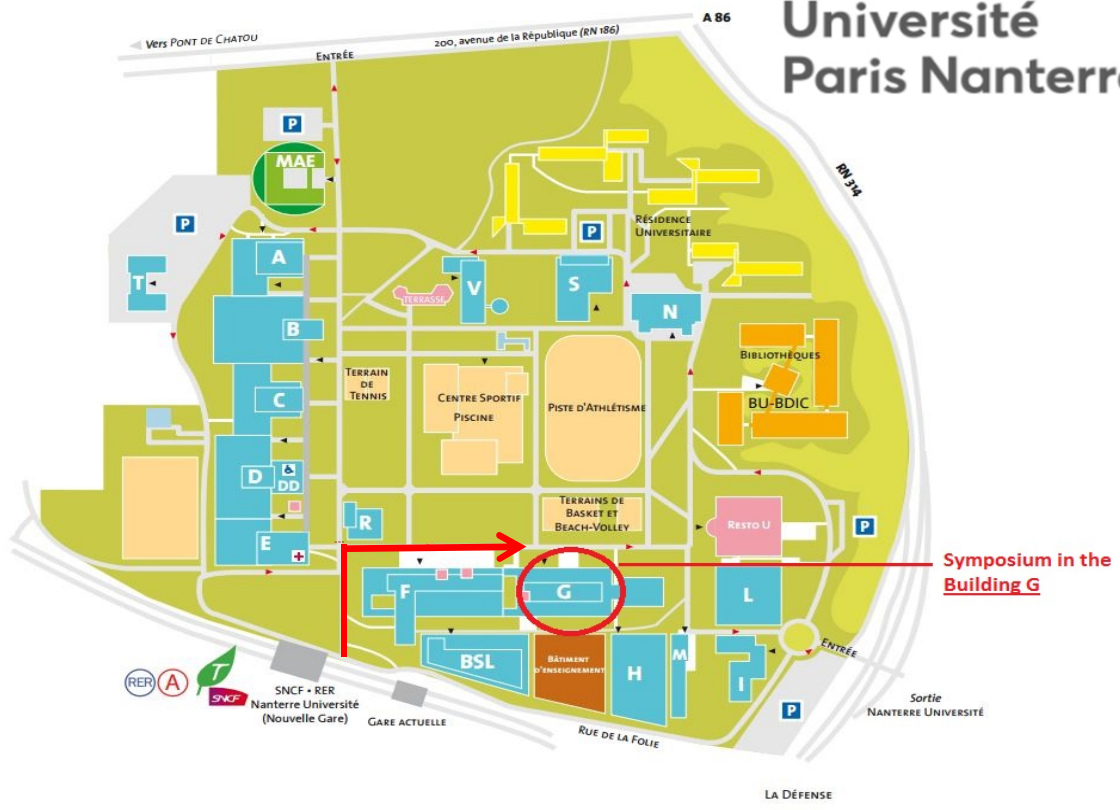 Université
Paris Nanterre
A 86
Vers PONT DE CHATOU
200, avenue de la République (RN 186)
ENTRÉE
RN 314
P
MAE
P
RÉSIDENCE
UNIVERSITAIRE
P
A
T
V
S
TERRASSE
N
B
BIBLIOTHÈQUES
TERRAIN
DE
TENNIS
CENTRE SPORTIF
PISCINE
PISTE D'ATHLÉTISME
C
BU-BDIC
D
DD
TERRAINS DE
BASKET ET
BEACH-VOLLEY
R
RESTO U
P
E
Symposium in the
Building G
F
G
L
BSL
BÂTIMENT
D'ENSEIGNEMENT
H
M
I
ENTRÉE
RER A
T
SNCF
SNCF • RER
Nanterre Université
(Nouvelle Gare)
GARE ACTUELLE
P
Sortie
NANTERRE UNIVERSITÉ
RUE DE LA FOLIE
LA DÉFENSE